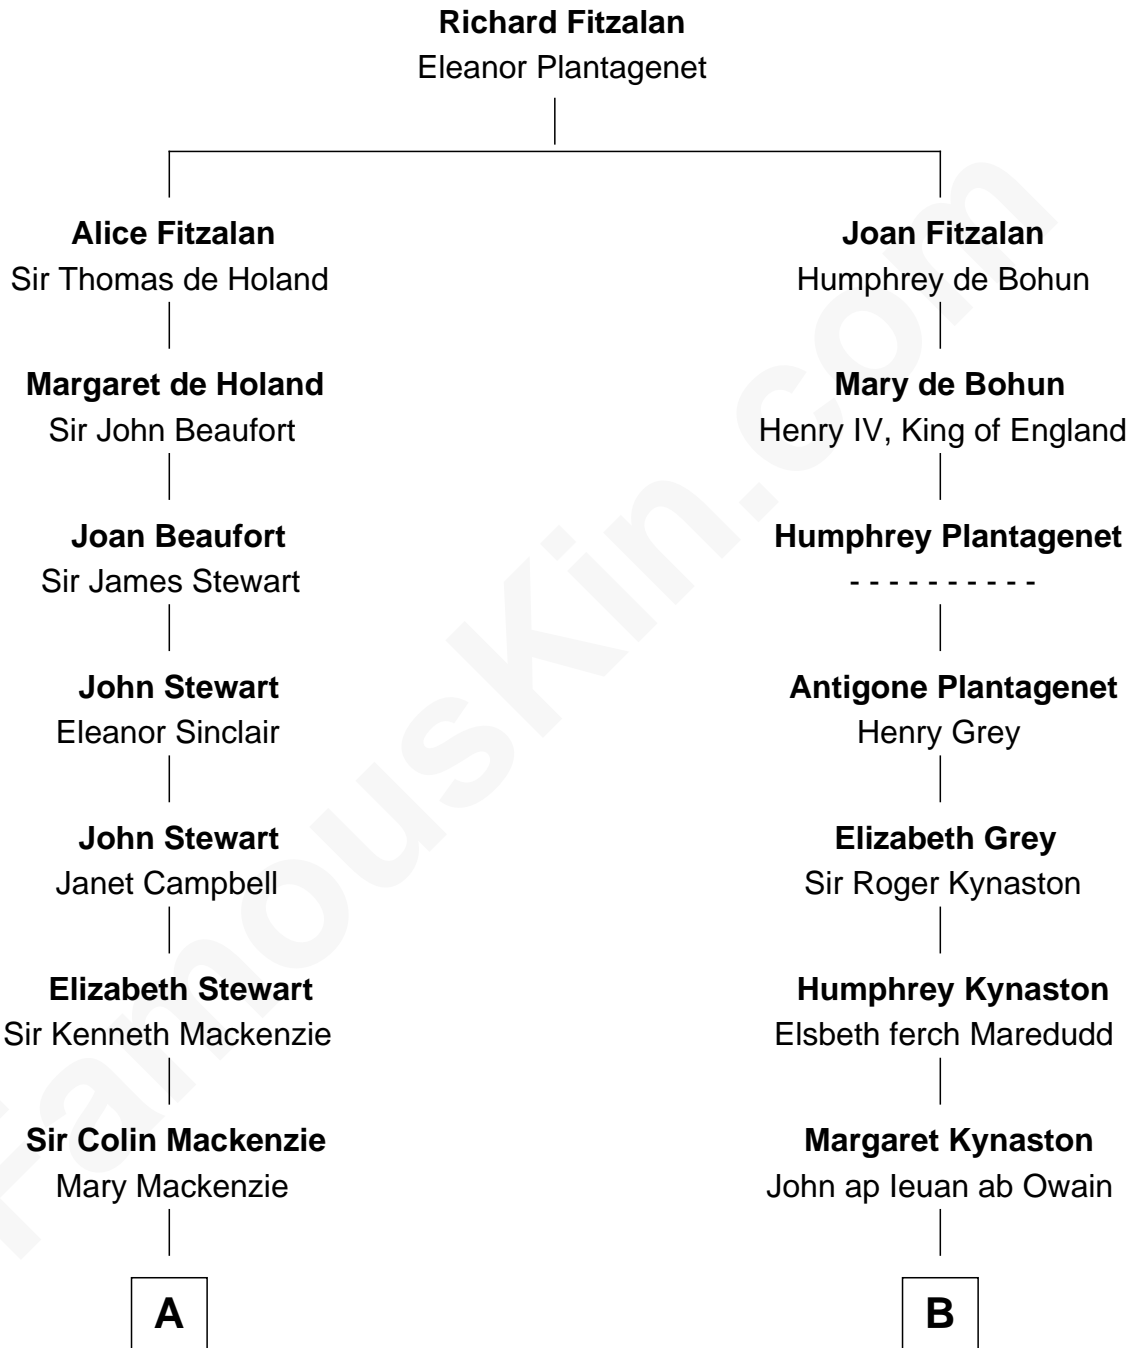 Richard Fitzalan
Eleanor Plantagenet
Alice Fitzalan
Sir Thomas de Holand
Margaret de Holand
Sir John Beaufort
Joan Beaufort
Sir James Stewart
John Stewart
Eleanor Sinclair
John Stewart
Janet Campbell
Elizabeth Stewart
Sir Kenneth Mackenzie
Sir Colin Mackenzie
Mary Mackenzie
A
Joan Fitzalan
Humphrey de Bohun
Mary de Bohun
Henry IV, King of England
Humphrey Plantagenet
- - - - - - - - - -
Antigone Plantagenet
Henry Grey
Elizabeth Grey
Sir Roger Kynaston
Humphrey Kynaston
Elsbeth ferch Maredudd
Margaret Kynaston
John ap Ieuan ab Owain
B
FamousKin.com